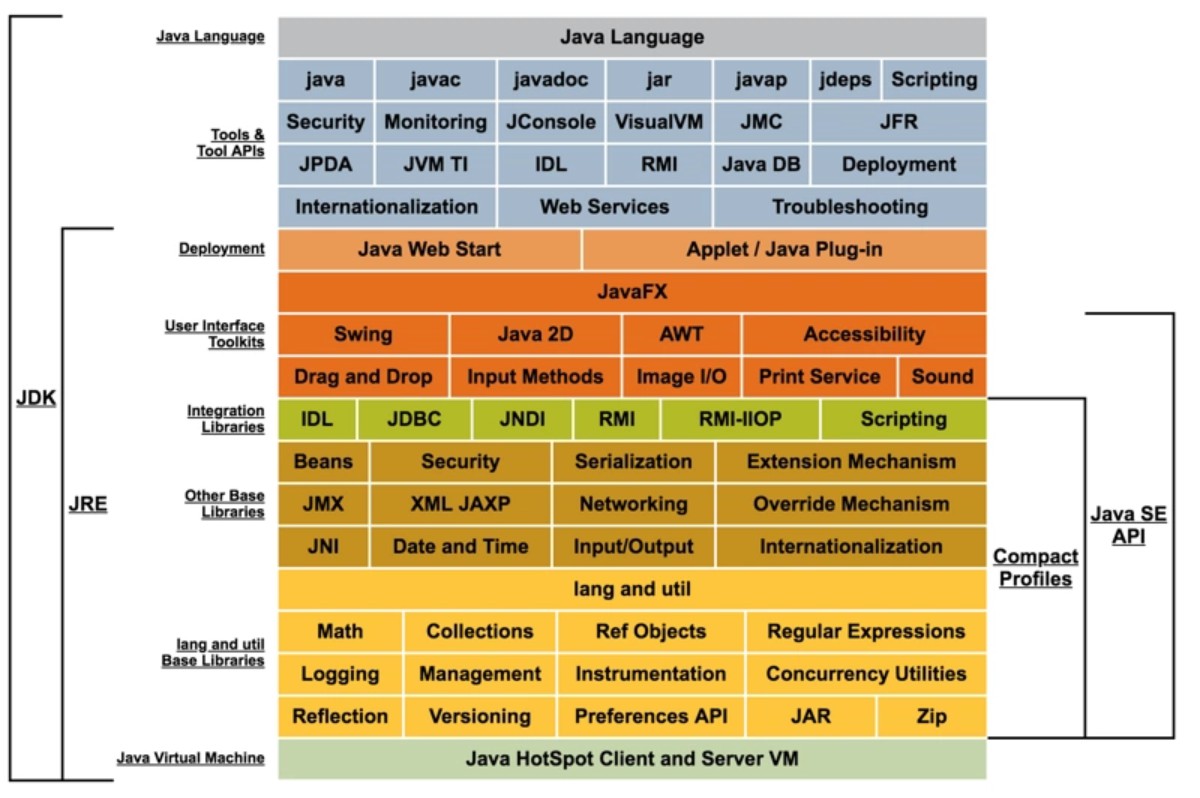 Java Language Java Language
java javac javadoc jar javap jdeps Scripting
Tools &
Tool APIs
Security Monitoring JConsole VisualVM JMC JFR
JPDA JVM TI IDL RMI Java DB Deployment
Internationalization Web Services Troubleshooting
Deployment Java Web Start Applet / Java Plug-in
JavaFX
User Interface
Toolkits
Swing Java 2D AWT Accessibility
Drag and Drop Input Methods Image I/O Print Service Sound
JDK
Integration
Libraries
IDL JDBC JNDI RMI RMI-IIOP Scripting
Beans Security Serialization Extension Mechanism
JRE
Other Base
Libraries
JMX XML JAXP Networking Override Mechanism
Java SE
API
JNI Date and Time Input/Output Internationalization
Compact
Profiles
lang and util
Math Collections Ref Objects Regular Expressions
lang and util
Base Libraries
Logging Management Instrumentation Concurrency Utilities
Reflection Versioning Preferences API JAR Zip
Java Virtual Machine Java HotSpot Client and Server VM